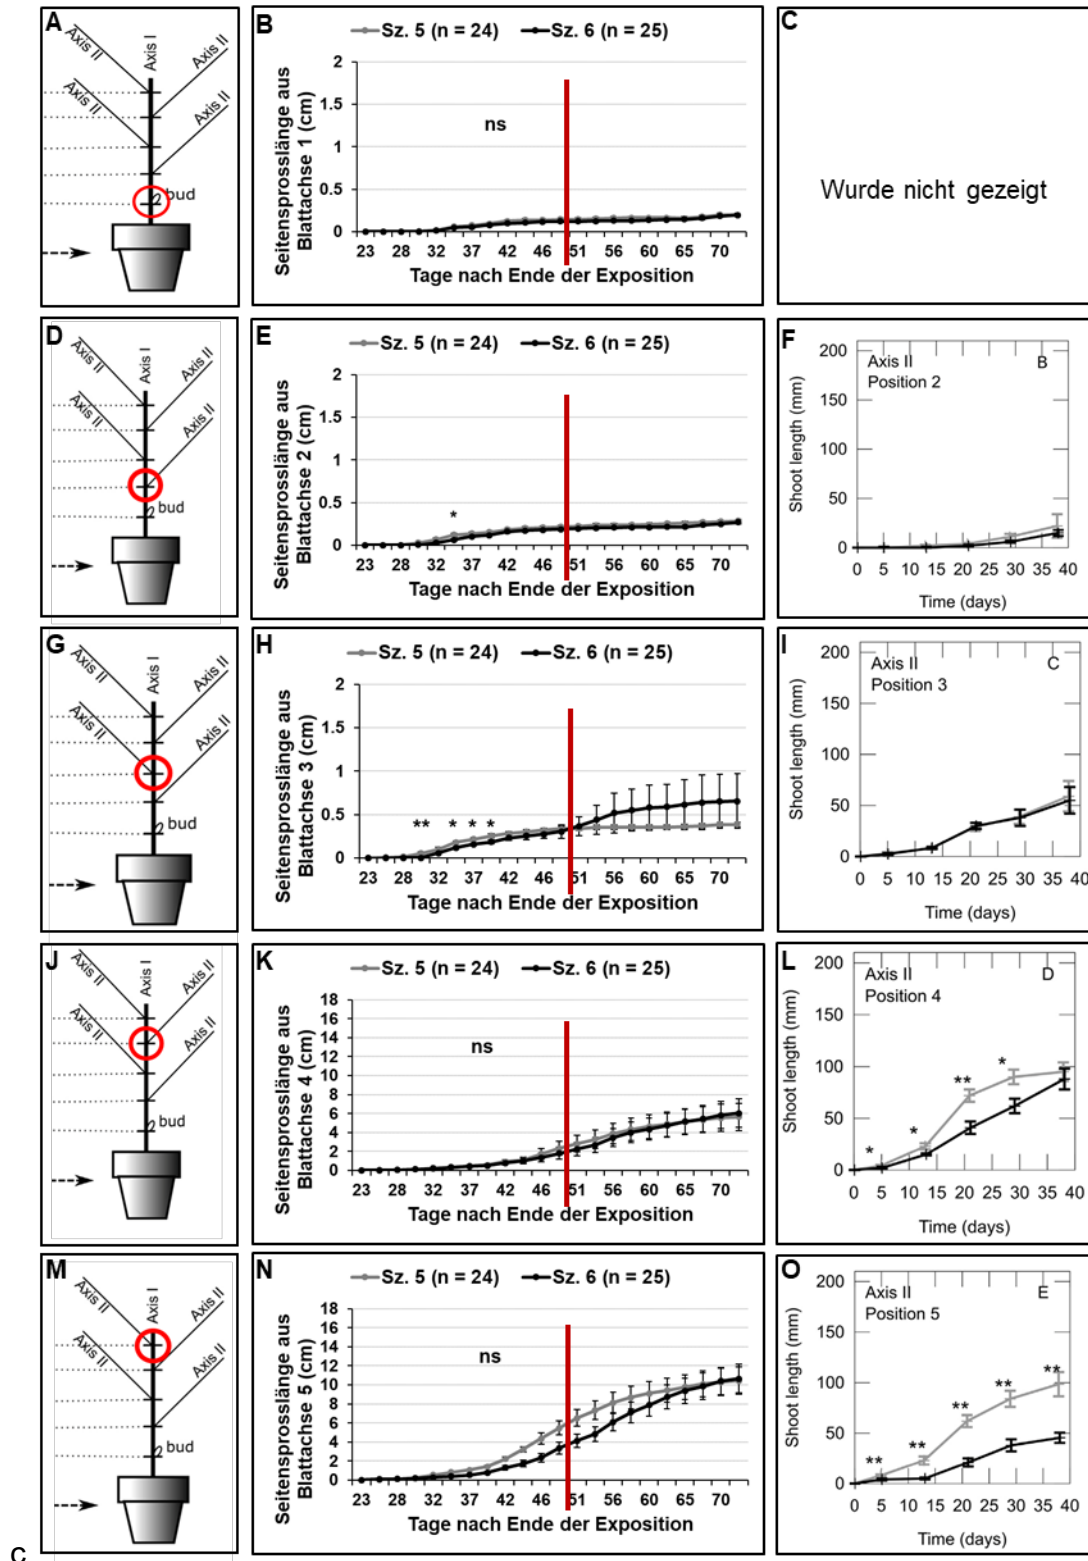 A
Axis II
Axis I
Axis II
Axis II
Axis II
bud
B
Sz. 5 (n = 24) Sz. 6 (n = 25)
Seitensprosslänge aus
Blattachse 1 (cm)
2
1.5
1
0.5
0
ns
23 28 32 37 42 46 51 60 65 70
Tage nach Ende der Exposition
C
Wurde nicht gezeigt
D
Axis II
Axis I
Axis II
Axis II
Axis II
bud
E
Sz. 5 (n = 24) Sz. 6 (n = 25)
Seitensprosslänge aus
Blattachse 2 (cm)
2
1.5
1
0.5
0
*
23 28 32 37 42 46 51 56 60 65 70
Tage nach Ende der Exposition
F
Axis II
Position 2
B
Shoot length (mm)
200
150
100
50
0
0 5 10 15 20 25 30 35 40
Time (days)
G
Axis II
Axis I
Axis II
Axis II
Axis II
bud
H
Sz. 5 (n = 24) Sz. 6 (n = 25)
Seitensprosslänge aus
Blattachse 3 (cm)
2
1.5
1
0.5
0
** * * *
23 28 32 37 42 46 51 56 60 65 70
Tage nach Ende der Exposition
I
Axis II
Position 3
C
Shoot length (mm)
200
150
100
50
0
0 5 10 15 20 25 30 35 40
Time (days)
J
Axis II
Axis I
Axis II
Axis II
Axis II
bud
K
Sz. 5 (n = 24) Sz. 6 (n = 25)
Seitensprosslänge aus
Blattachse 4 (cm)
18
16
14
12
10
8
6
4
2
0
ns
23 28 32 37 42 46 51 56 60 65 70
Tage nach Ende der Exposition
L
Axis II
Position 4
D
Shoot length (mm)
200
150
100
50
0
* * ** *
0 5 10 15 20 25 30 35 40
Time (days)
M
Axis II
Axis I
Axis II
Axis II
Axis II
bud
N
Sz. 5 (n = 24) Sz. 6 (n = 25)
Seitensprosslänge aus
Blattachse 5 (cm)
18
16
14
12
10
8
6
4
2
0
ns
23 28 32 37 42 46 51 56 60 65 70
Tage nach Ende der Exposition
O
Axis II
Position 5
E
Shoot length (mm)
200
150
100
50
0
** ** ** ** **
0 5 10 15 20 25 30 35 40
Time (days)
C